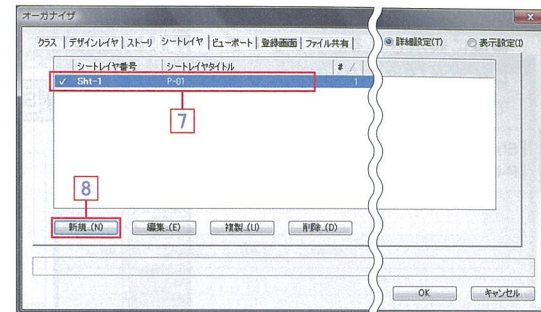 オーガナイザ
クラス デザインレイヤ ストーリ シートレイヤ ビューポート 登録画面 ファイル共有 詳細設定(T) 表示設定(I)
シートレイヤ番号 シートレイヤタイトル #
✓ Sht-1 P-01 1
7
8
新規...(N) 編集...(E) 複製...(U) 削除...(D)
OK キャンセル